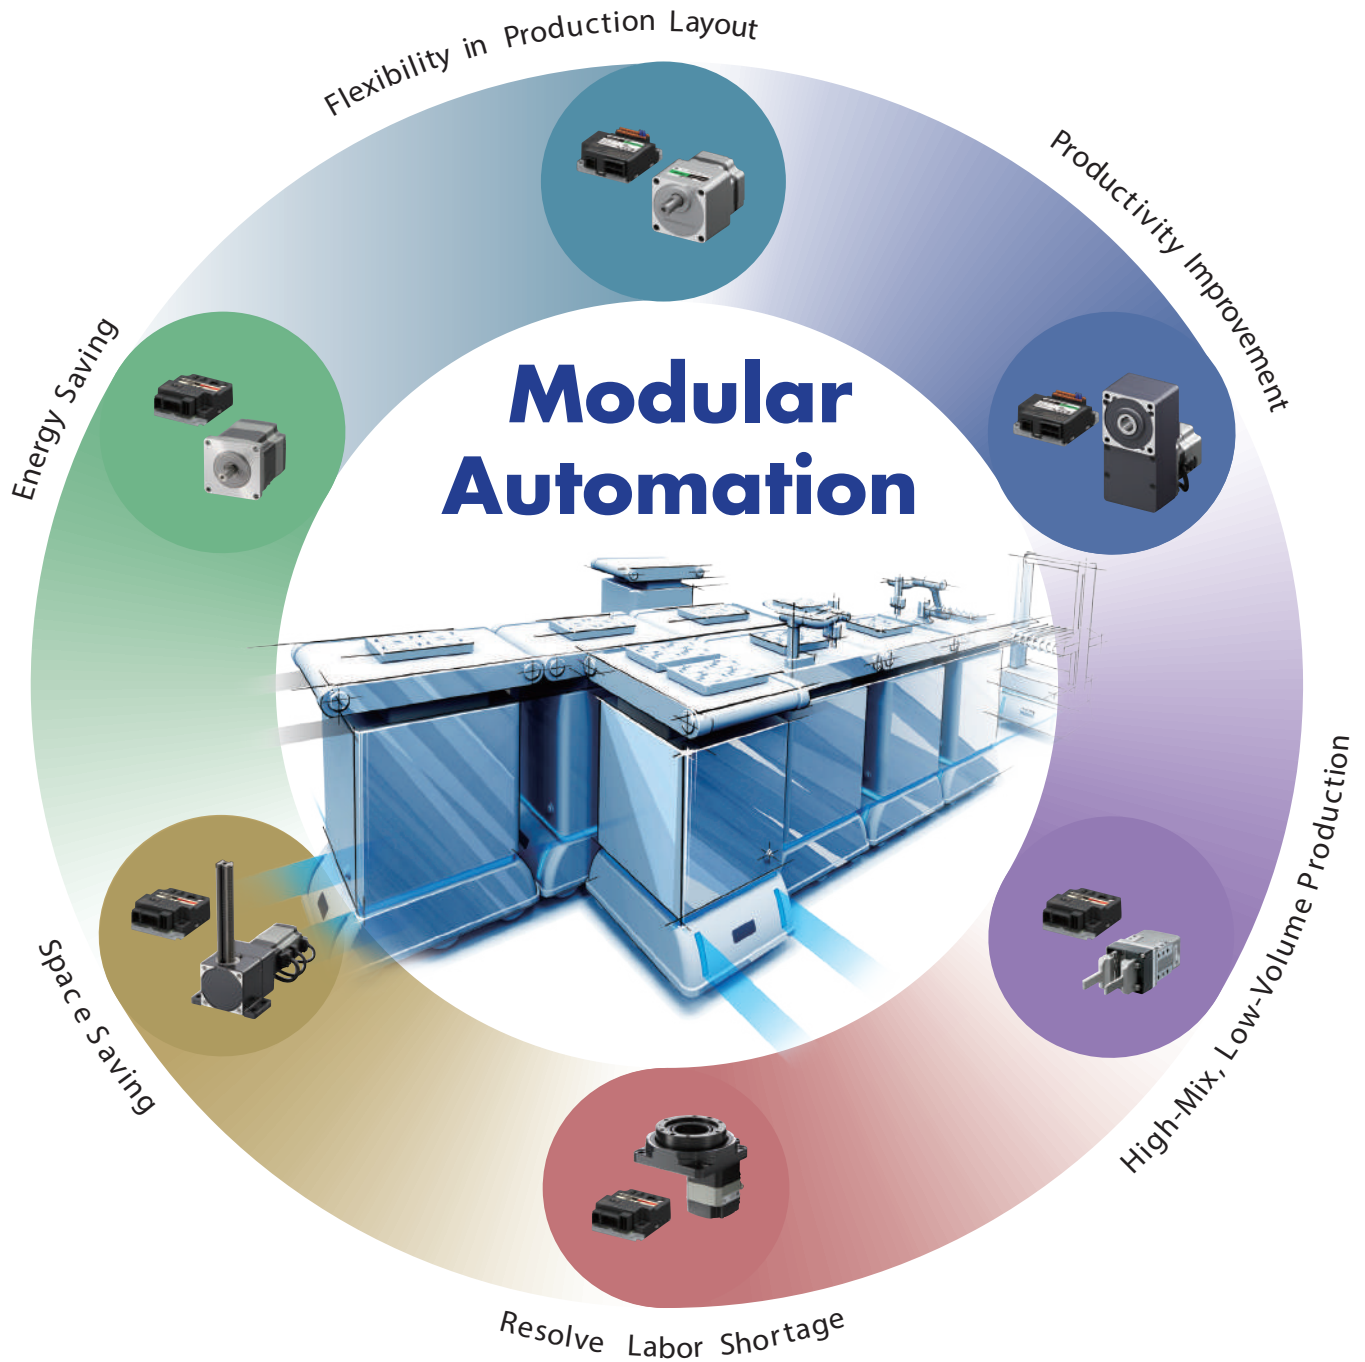 Flexibility in Production Layout
Productivity Improvement
Energy Saving
Modular
Automation
High-Mix, Low-Volume Production
Space Saving
Resolve Labor Shortage